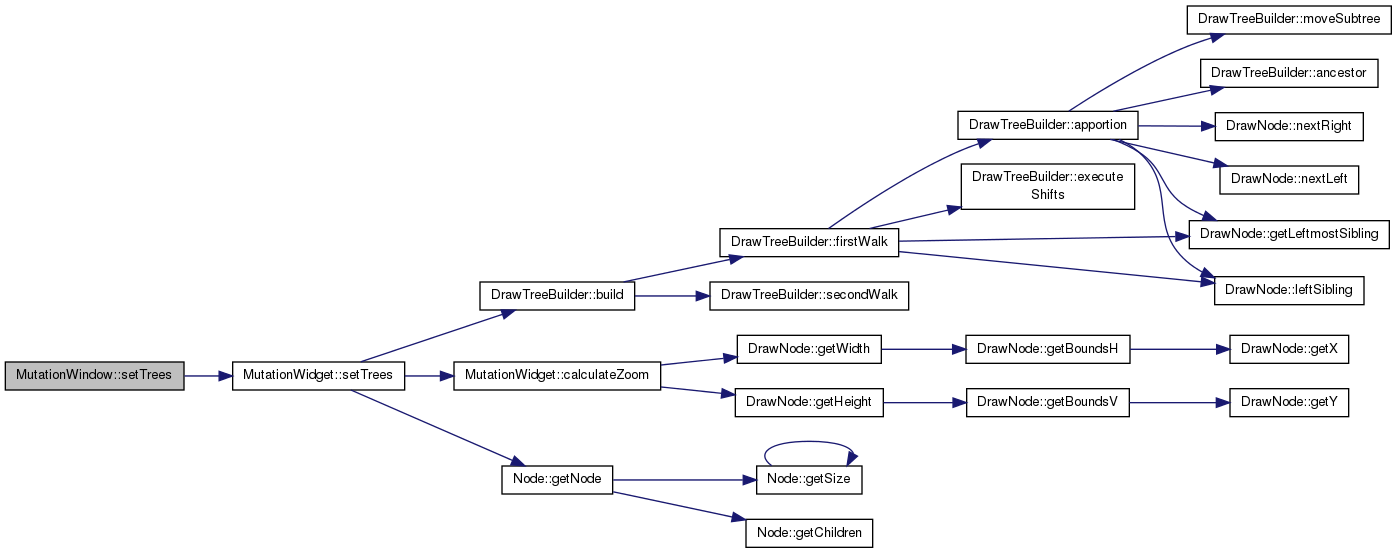 DrawTreeBuilder::moveSubtree
DrawTreeBuilder::ancestor
DrawTreeBuilder::apportion
DrawNode::nextRight
DrawTreeBuilder::execute
Shifts
DrawNode::nextLeft
DrawTreeBuilder::firstWalk
DrawNode::getLeftmostSibling
DrawTreeBuilder::build
DrawTreeBuilder::secondWalk
DrawNode::leftSibling
MutationWindow::setTrees
MutationWidget::setTrees
MutationWidget::calculateZoom
DrawNode::getWidth
DrawNode::getBoundsH
DrawNode::getX
DrawNode::getHeight
DrawNode::getBoundsV
DrawNode::getY
Node::getNode
Node::getSize
Node::getChildren